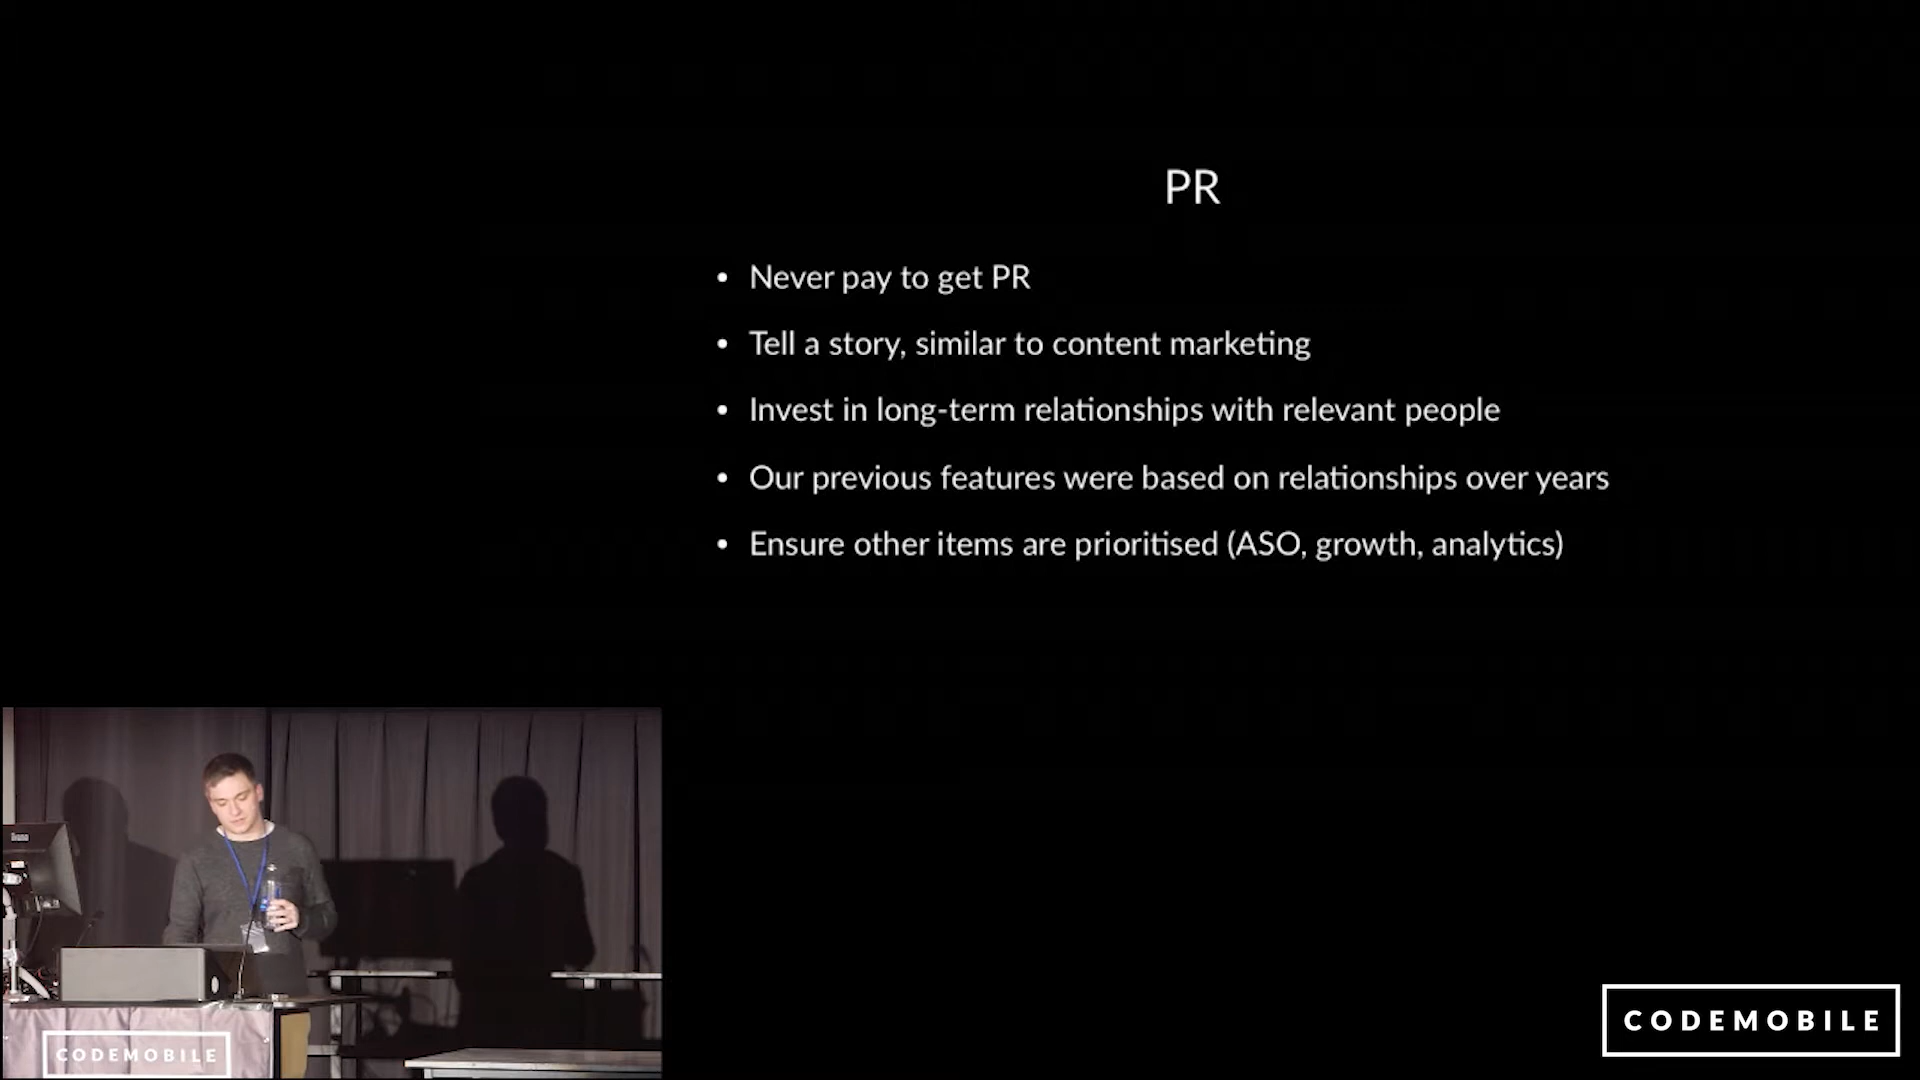 PR
• Never pay to get PR
• Tell a story, similar to content marketing
• Invest in long-term relationships with relevant people
• Our previous features were based on relationships over years
• Ensure other items are prioritised (ASO, growth, analytics)
CODEMOBILE
CODEMOBILE